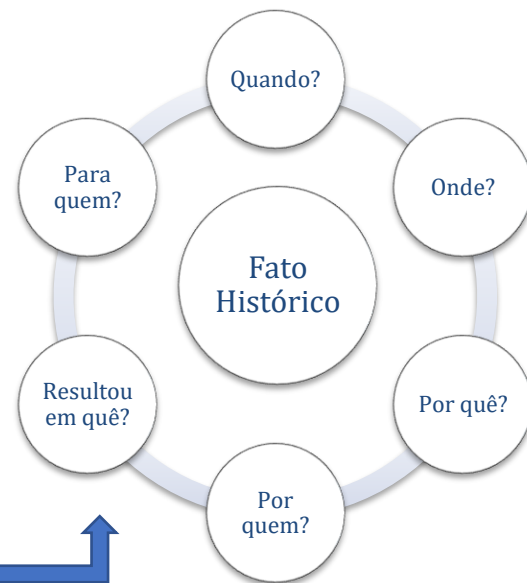 Quando?
Onde?
Por quê?
Por
quem?
Resultou
em quê?
Para
quem?
Fato
Histórico